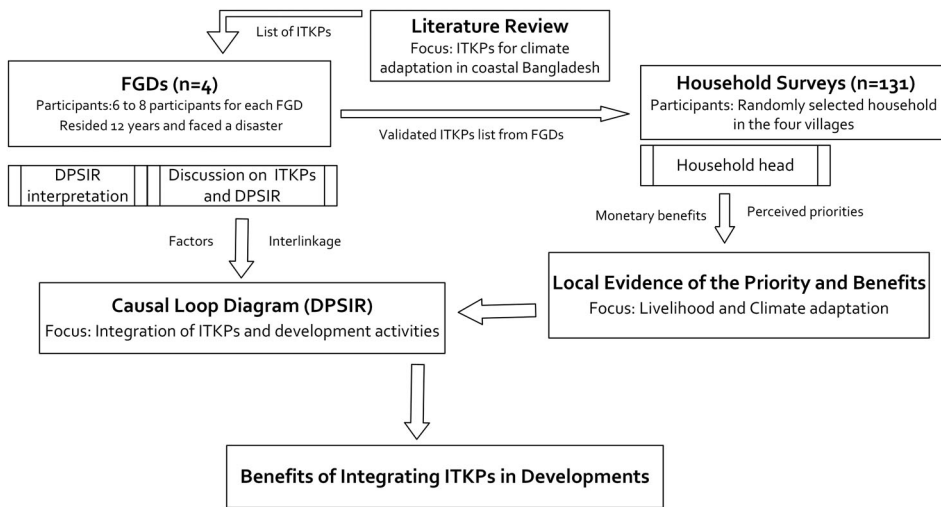 Literature Review
Focus: ITKPs for climate
adaptation in coastal Bangladesh
List of ITKPs
FGDs (n=4)
Participants:6 to 8 participants for each FGD
Resided 12 years and faced a disaster
Validated ITKPs list from FGDs
Household Surveys (n=131)
Participants: Randomly selected household
in the four villages
Household head
DPSIR
interpretation
Discussion on ITKPs
and DPSIR
Factors
Interlinkage
Monetary benefits
Perceived priorities
Causal Loop Diagram (DPSIR)
Focus: Integration of ITKPs and development activities
Local Evidence of the Priority and Benefits
Focus: Livelihood and Climate adaptation
Benefits of Integrating ITKPs in Developments